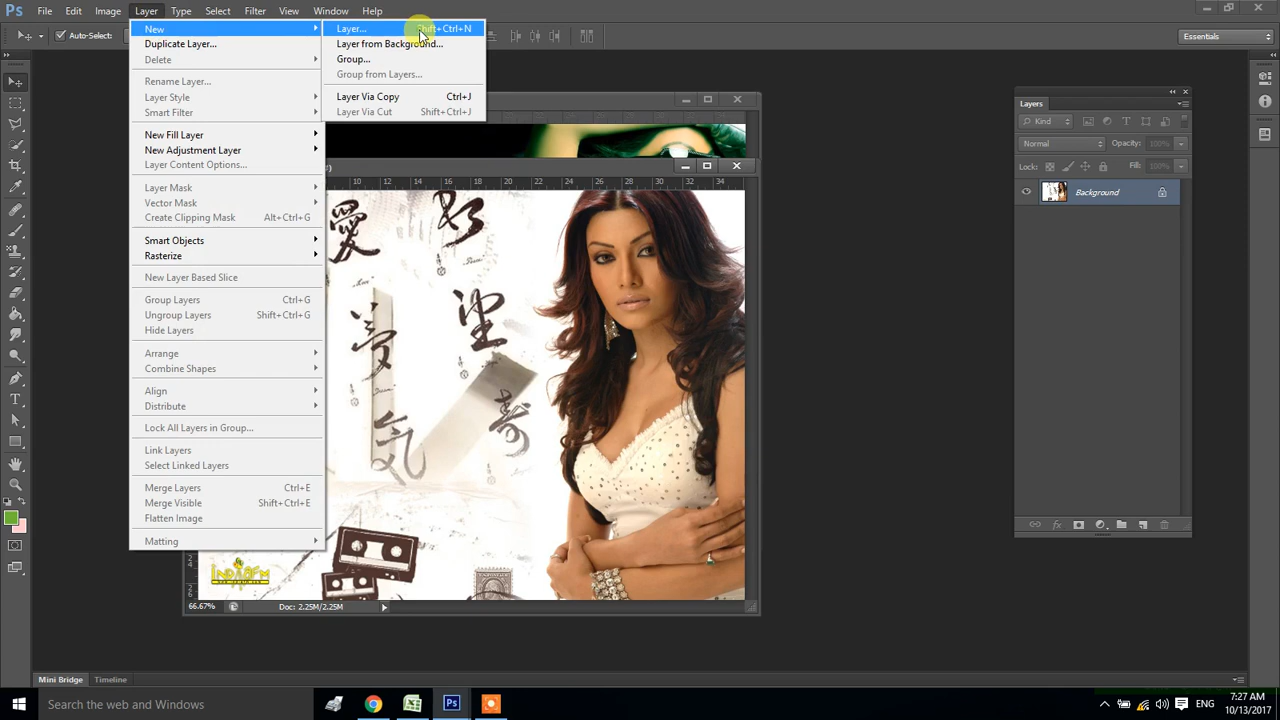 Ps File Edit Image Layer Type Select Filter View Window Help
Auto-Select:
Essentials
New
Duplicate Layer...
Delete
Rename Layer...
Layer Style
Smart Filter
New Fill Layer
New Adjustment Layer
Layer Content Options...
Layer Mask
Vector Mask
Create Clipping Mask Alt+Ctrl+G
Smart Objects
Rasterize
New Layer Based Slice
Group Layers Ctrl+G
Ungroup Layers Shift+Ctrl+G
Hide Layers
Arrange
Combine Shapes
Align
Distribute
Lock All Layers in Group...
Link Layers
Select Linked Layers
Merge Layers Ctrl+E
Merge Visible Shift+Ctrl+E
Flatten Image
Matting
Layer... Shift+Ctrl+N
Layer from Background...
Group...
Group from Layers...
Layer Via Copy Ctrl+J
Layer Via Cut Shift+Ctrl+J
10 12 14 16 18 20 22 24 26 28 30 32 34
愛
夢
気
寿
INDIAFM
66.67% Doc: 2.25M/2.25M
Layers
Kind
Normal Opacity: 100%
Lock: Fill: 100%
Background
Mini Bridge Timeline
Search the web and Windows
Ps
ENG
7:27 AM
10/13/2017